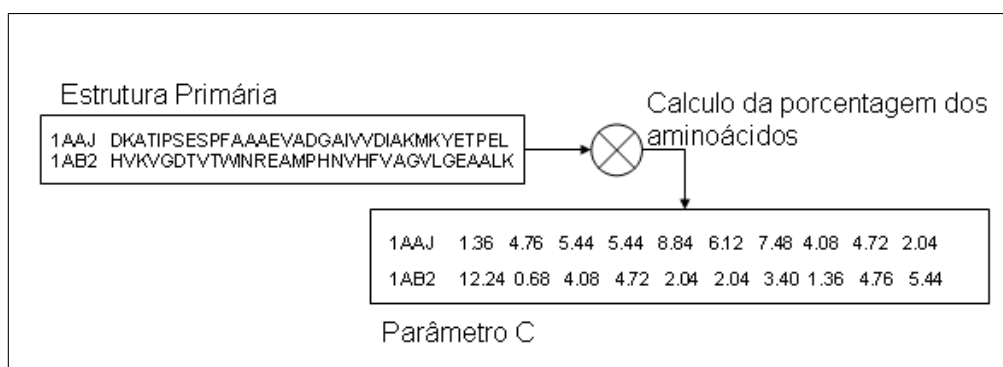 Estrutura Primária
Calculo da porcentagem dos
aminoácidos
1AAJ DKATIPSESPFAAAEVADGAIVVDIAKMKYETPEL
1AB2 HVKVGDTVTWINREAMPHNVHFVAGVLGEAALK
1AAJ 1.36 4.76 5.44 5.44 8.84 6.12 7.48 4.08 4.72 2.04
1AB2 12.24 0.68 4.08 4.72 2.04 2.04 3.40 1.36 4.76 5.44
Parâmetro C